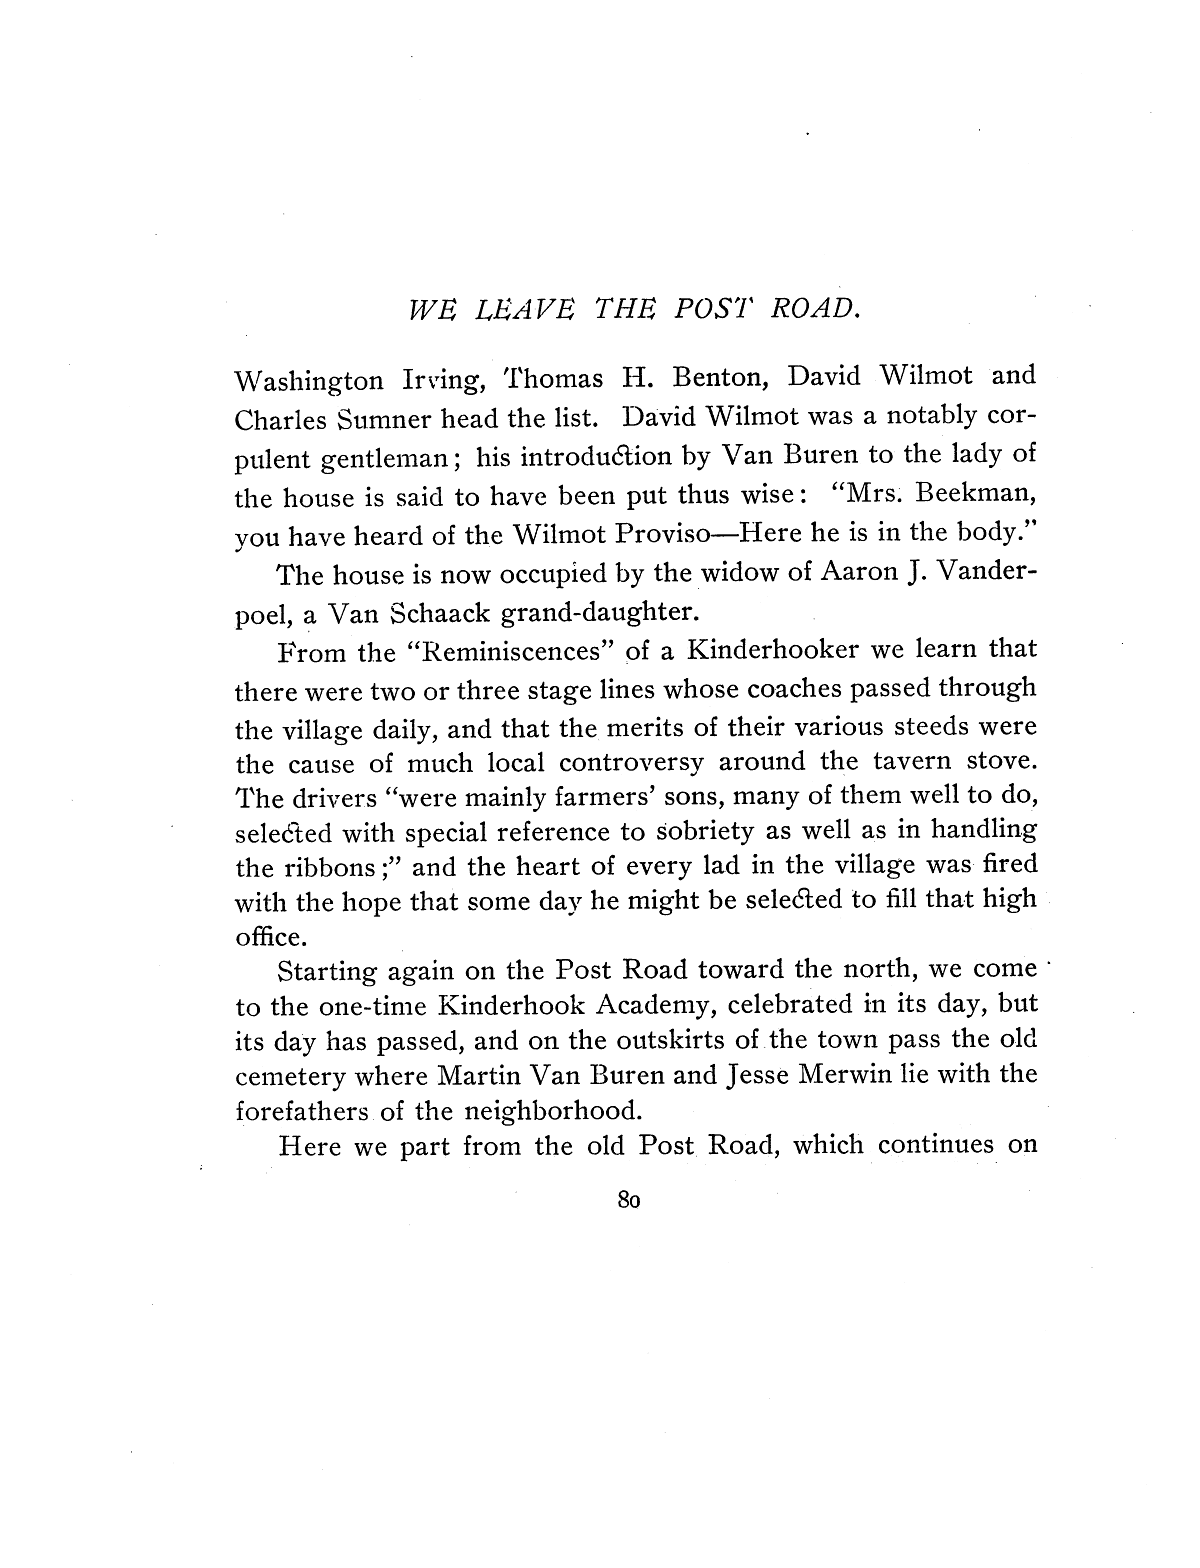 WE LEAVE THE POST ROAD.
Washington Irving, Thomas H. Benton, David Wilmot and
Charles Sumner head the list. David Wilmot was a notably cor-
pulent gentleman; his introduction by Van Buren to the lady of
the house is said to have been put thus wise: "Mrs. Beekman,
you have heard of the Wilmot Proviso—Here he is in the body."
The house is now occupied by the widow of Aaron J. Vander-
poel, a Van Schaack grand-daughter.
From the "Reminiscences" of a Kinderhooker we learn that
there were two or three stage lines whose coaches passed through
the village daily, and that the merits of their various steeds were
the cause of much local controversy around the tavern stove.
The drivers "were mainly farmers' sons, many of them well to do,
selected with special reference to sobriety as well as in handling
the ribbons;" and the heart of every lad in the village was fired
with the hope that some day he might be selected to fill that high
office.
Starting again on the Post Road toward the north, we come
to the one-time Kinderhook Academy, celebrated in its day, but
its day has passed, and on the outskirts of the town pass the old
cemetery where Martin Van Buren and Jesse Merwin lie with the
forefathers of the neighborhood.
Here we part from the old Post Road, which continues on
80